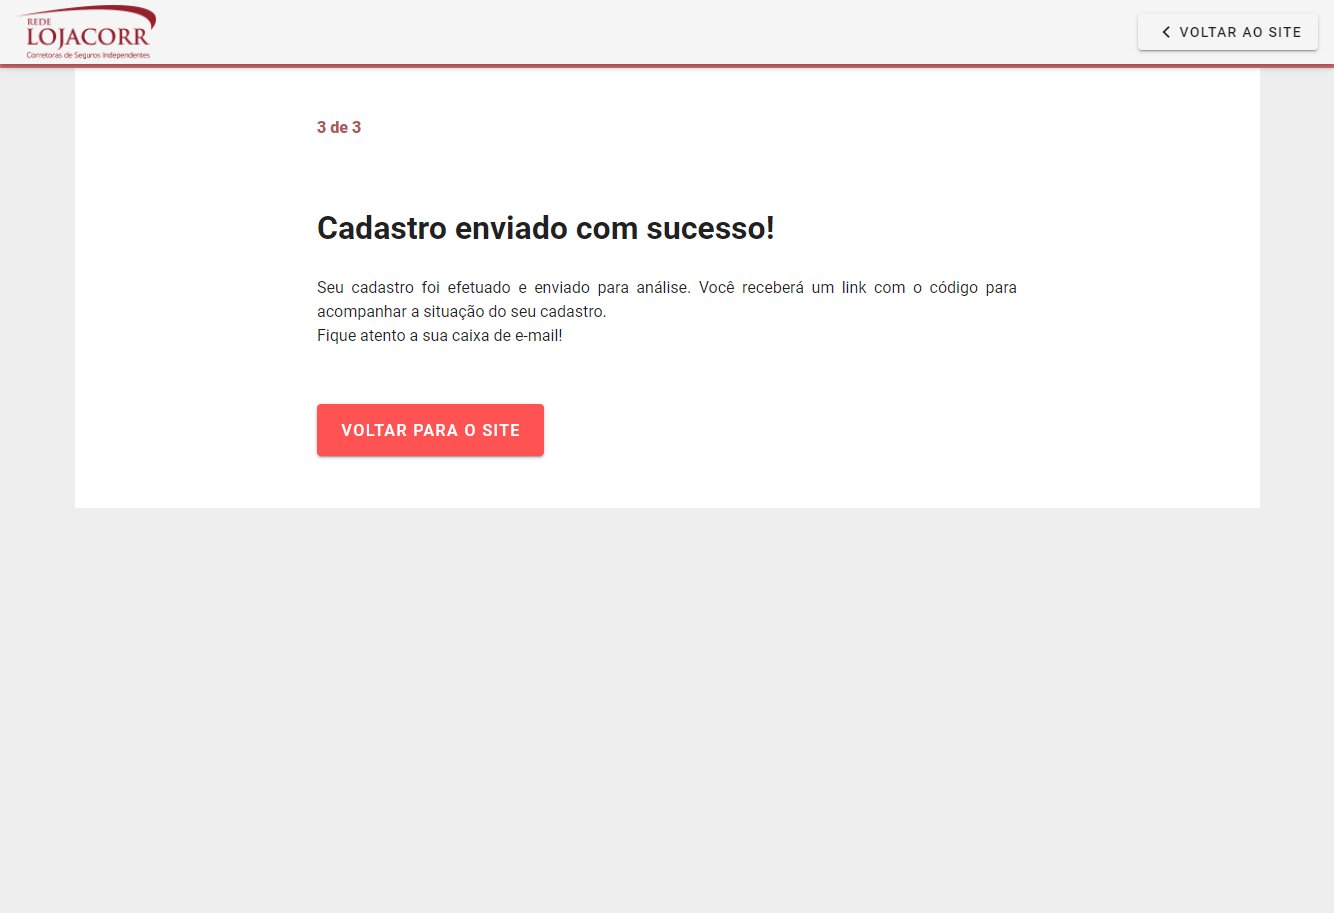 REDE
LOJACORR
Corretoras de Seguros Independentes
VOLTAR AO SITE
3 de 3
Cadastro enviado com sucesso!
Seu cadastro foi efetuado e enviado para análise. Você receberá um link com o código para
acompanhar a situação do seu cadastro.
Fique atento a sua caixa de e-mail!
VOLTAR PARA O SITE